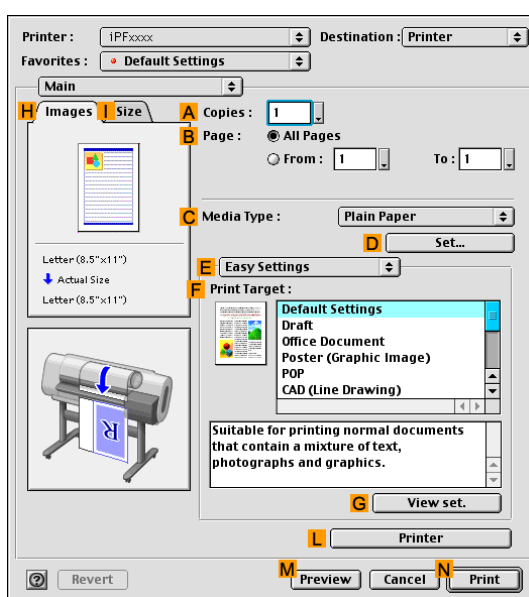 Printer : iPFxxxx Destination : Printer
Favorites : Default Settings
Main
H Images I Size
A Copies : 1
B Page : All Pages
From : 1 To : 1
C Media Type : Plain Paper
D Set...
Letter (8.5"x11")
Actual Size
Letter (8.5"x11")
E Easy Settings
F Print Target :
Default Settings
Draft
Office Document
Poster (Graphic Image)
POP
CAD (Line Drawing)
R
Suitable for printing normal documents
that contain a mixture of text,
photographs and graphics.
G View set.
L Printer
? Revert M Preview Cancel N Print